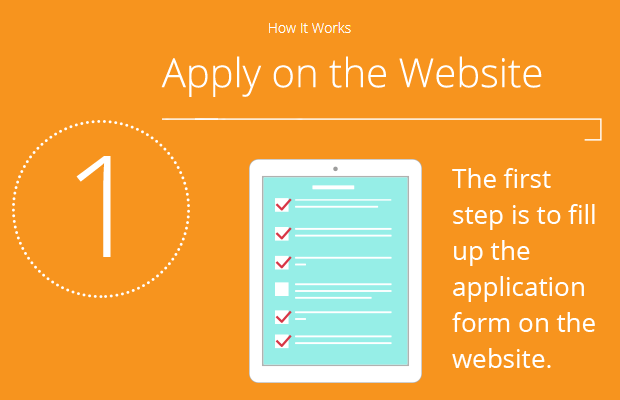 How It Works
Apply on the Website
1
The first
step is to fill
up the
application
form on the
website.